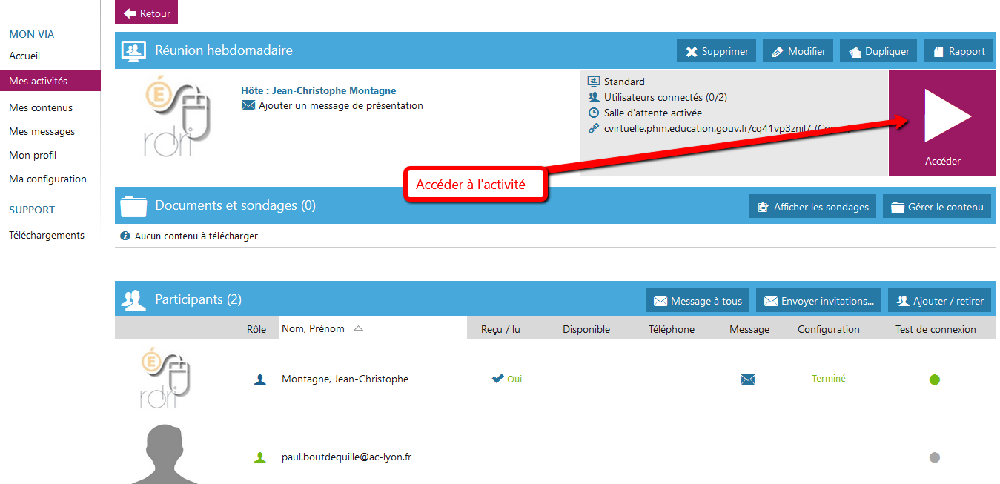 Retour
MON VIA
Accueil
Mes activités
Mes contenus
Mes messages
Mon profil
Ma configuration
SUPPORT
Téléchargements
Réunion hebdomadaire
Supprimer
Modifier
Dupliquer
Rapport
É
rdri
Hôte : Jean-Christophe Montagne
Ajouter un message de présentation
Standard
Utilisateurs connectés (0/2)
Salle d'attente activée
cvirtuelle.phm.education.gouv.fr/cq41vp3znjl7
Accéder
Accéder à l'activité
Documents et sondages (0)
Afficher les sondages
Gérer le contenu
Aucun contenu à télécharger
Participants (2)
Message à tous
Envoyer invitations...
Ajouter / retirer
Rôle
Nom, Prénom
Reçu / lu
Disponible
Téléphone
Message
Configuration
Test de connexion
É
rdri
Montagne, Jean-Christophe
Oui
Terminé
paul.boutdequille@ac-lyon.fr